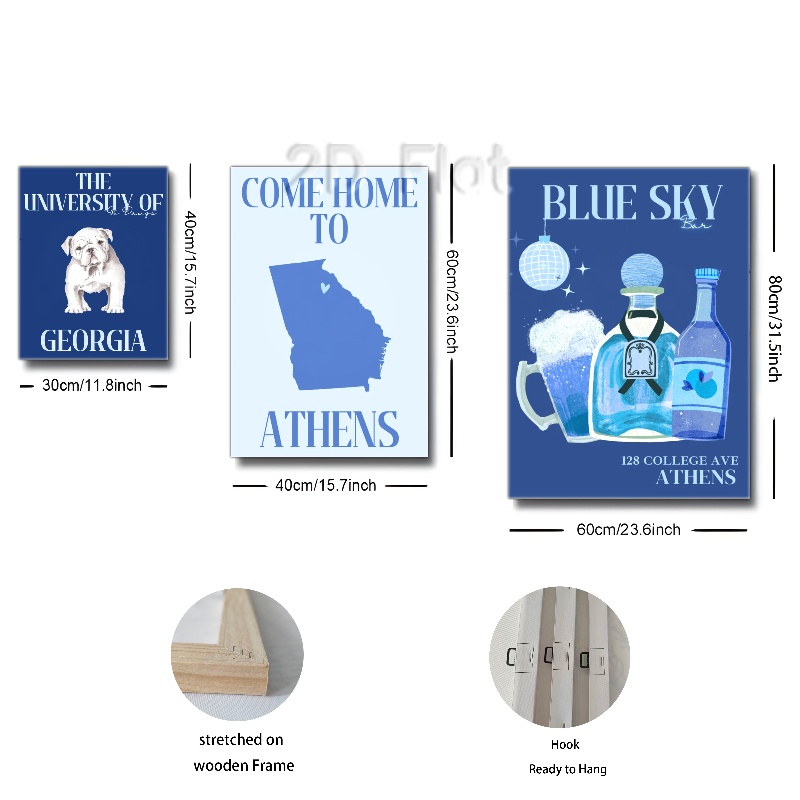 2D Flat
THE
UNIVERSITY OF
GEORGIA
40cm/15.7inch
30cm/11.8inch
COME HOME
TO
ATHENS
60cm/23.6inch
40cm/15.7inch
BLUE SKY
Bar
128 COLLEGE AVE
ATHENS
80cm/31.5inch
60cm/23.6inch
stretched on
wooden Frame
Hook
Ready to Hang